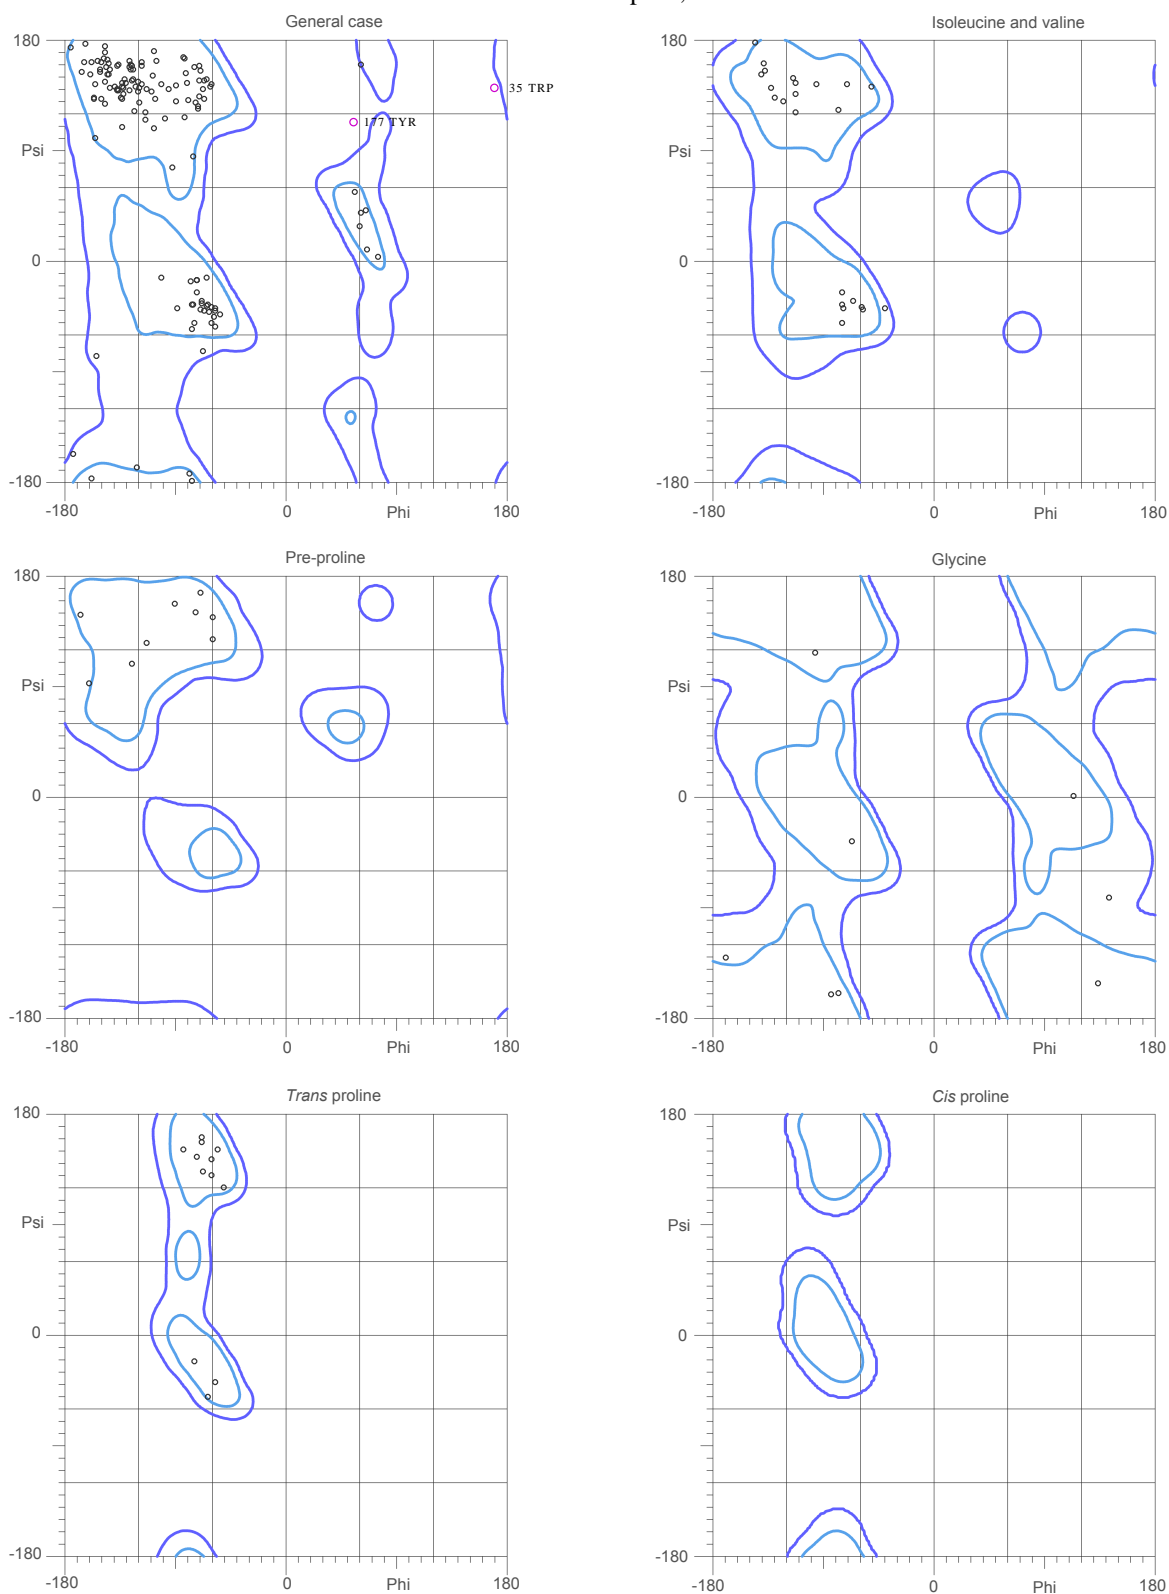 General case
Isoleucine and valine
180
180
35 TRP
177 TYR
Psi
Psi
0
0
-180
-180
-180
0
Phi
180
-180
0
Phi
180
Pre-proline
Glycine
180
180
Psi
Psi
0
0
-180
-180
-180
0
Phi
180
-180
0
Phi
180
Trans proline
Cis proline
180
180
Psi
Psi
0
0
-180
-180
-180
0
Phi
180
-180
0
Phi
180